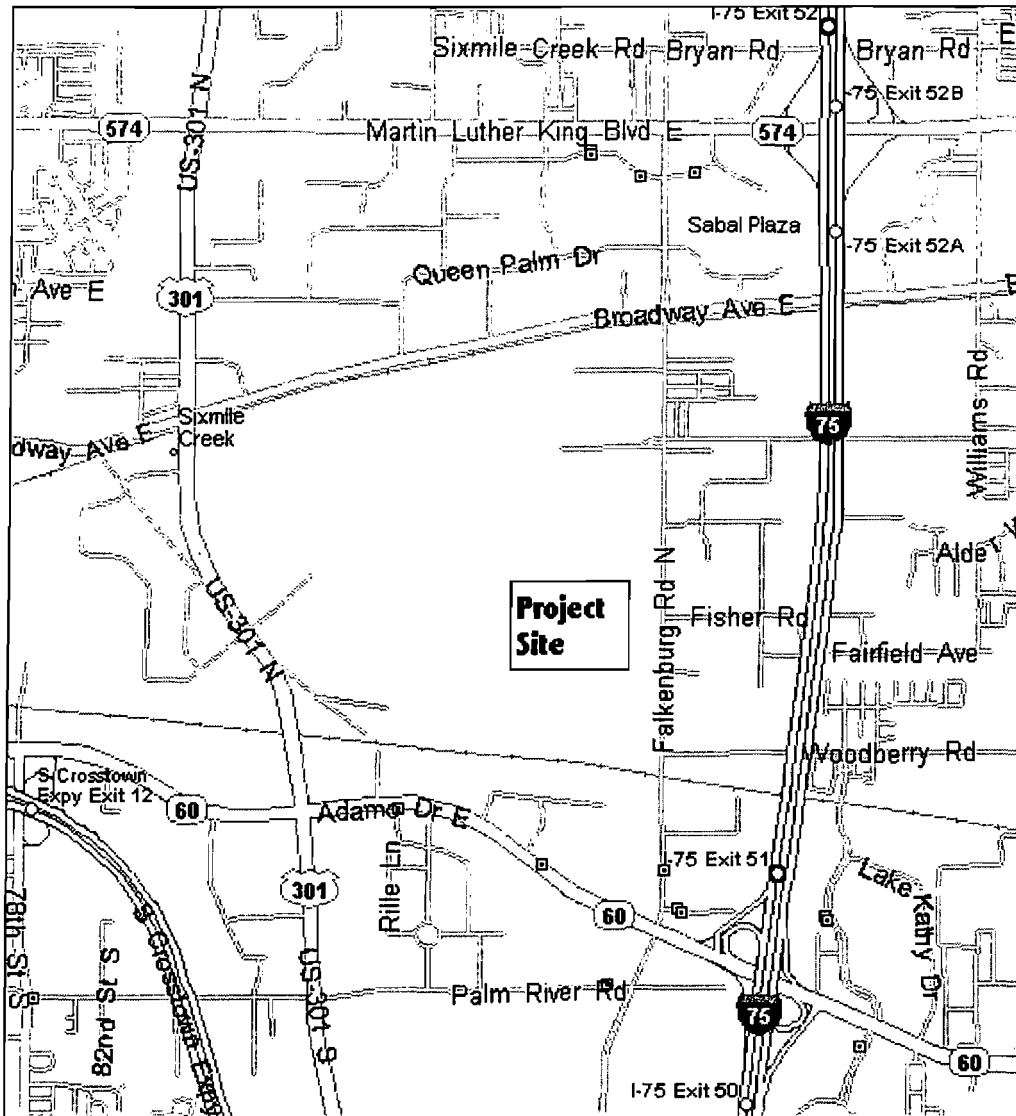 I-75 Exit 52
Sixmile Creek Rd
Bryan Rd
Bryan Rd
E
US-301 N
-75 Exit 52B
574
Martin Luther King Blvd E
574
Sabal Plaza
-75 Exit 52A
Queen Palm Dr
Ave E
301
Broadway Ave E
E
Williams Rd
Sixmile
Creek
75
dway Ave E
Alde
Project
Site
Falkenburg Rd N
US-301 N
Fisher Rd
Fairfield Ave
Woodberry Rd
S Crosstown
Expy Exit 12
60
Adamo Dr E
Rille Ln
I-75 Exit 51
Lake Kathy Dr
301
60
78th St S
S Crosstown Expy
82nd St S
US-301 S
Palm River Rd
75
60
I-75 Exit 50